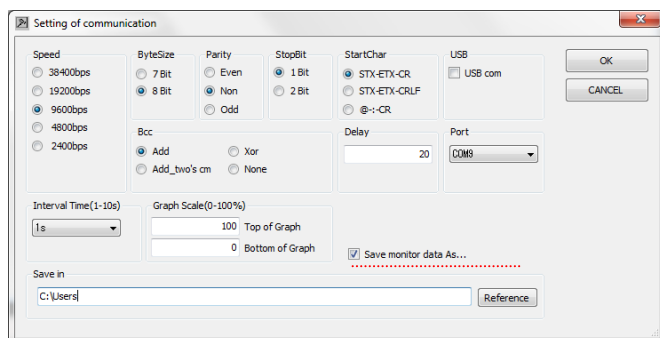 Setting of communication
Speed
38400bps
19200bps
9600bps
4800bps
2400bps
ByteSize
7 Bit
8 Bit
Parity
Even
Non
Odd
StopBit
1 Bit
2 Bit
StartChar
STX-ETX-CR
STX-ETX-CRLF
@-:-CR
USB
USB com
OK
CANCEL
Bcc
Add
Xor
Add_two's cm
None
Delay
20
Port
COM9
Interval Time(1-10s)
1s
Graph Scale(0-100%)
100 Top of Graph
0 Bottom of Graph
Save monitor data As...
Save in
C:\Users
Reference